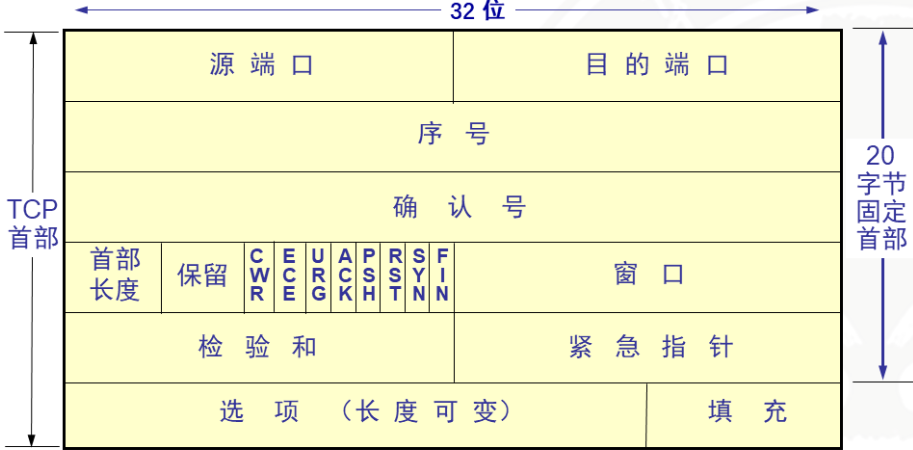 32 位
源 端 口
目 的 端 口
序 号
确 认 号
首部
长度
保留
CWR
ECE
URG
ACK
PSH
RST
SYN
FIN
窗 口
检 验 和
紧 急 指 针
选 项 (长 度 可 变)
填 充
TCP
首部
20
字节
固定
首部